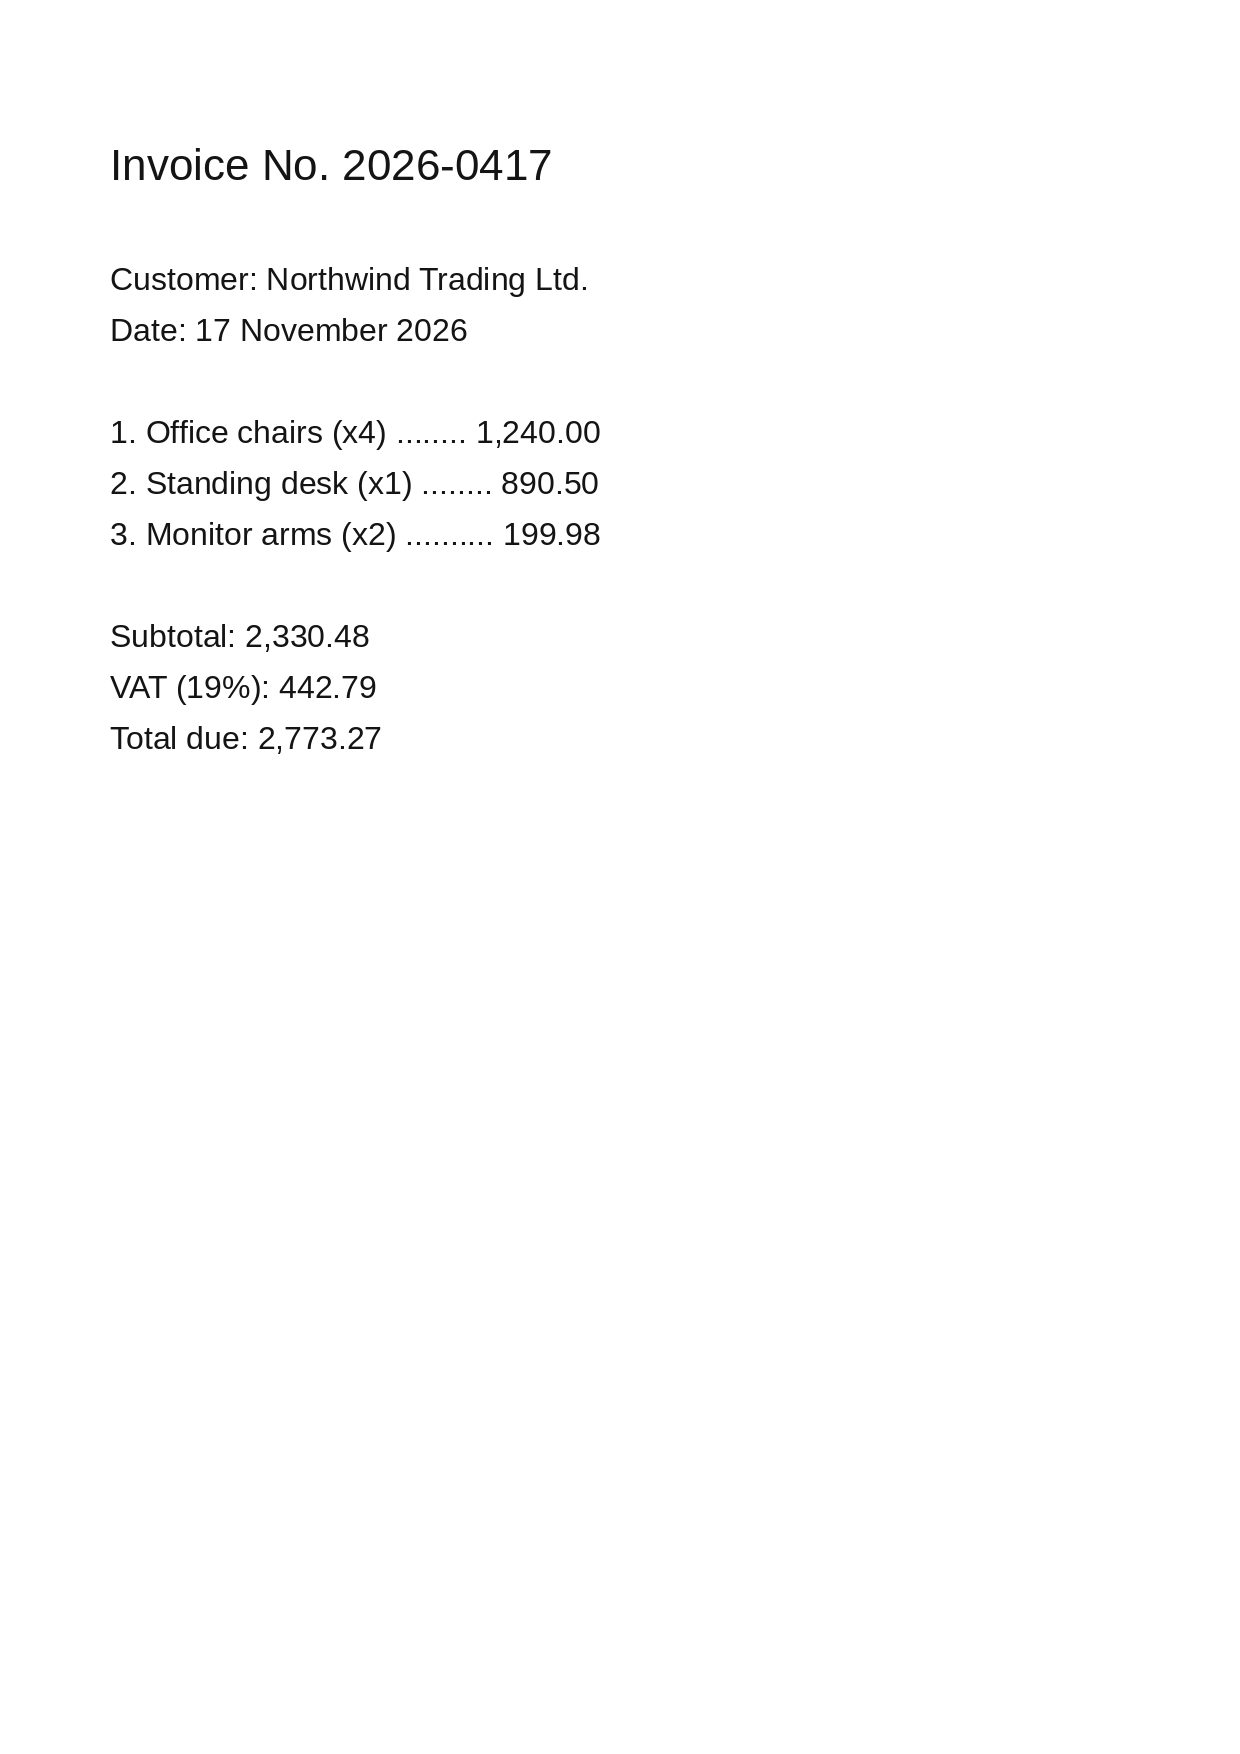 Invoice No. 2026-0417
Customer: Northwind Trading Ltd.
Date: 17 November 2026
1. Office chairs (x4) ........ 1,240.00
2. Standing desk (x1) ........ 890.50
3. Monitor arms (x2) .......... 199.98
Subtotal: 2,330.48
VAT (19%): 442.79
Total due: 2,773.27